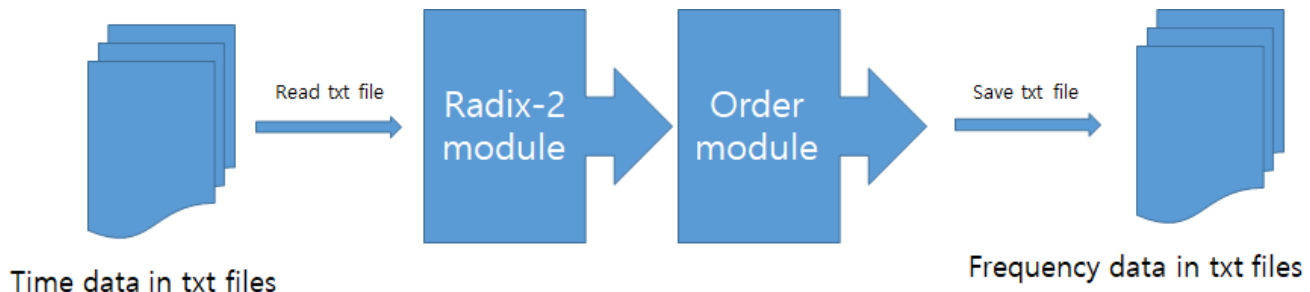 Read txt file
Radix-2
module
Order
module
Save txt file
Time data in txt files
Frequency data in txt files